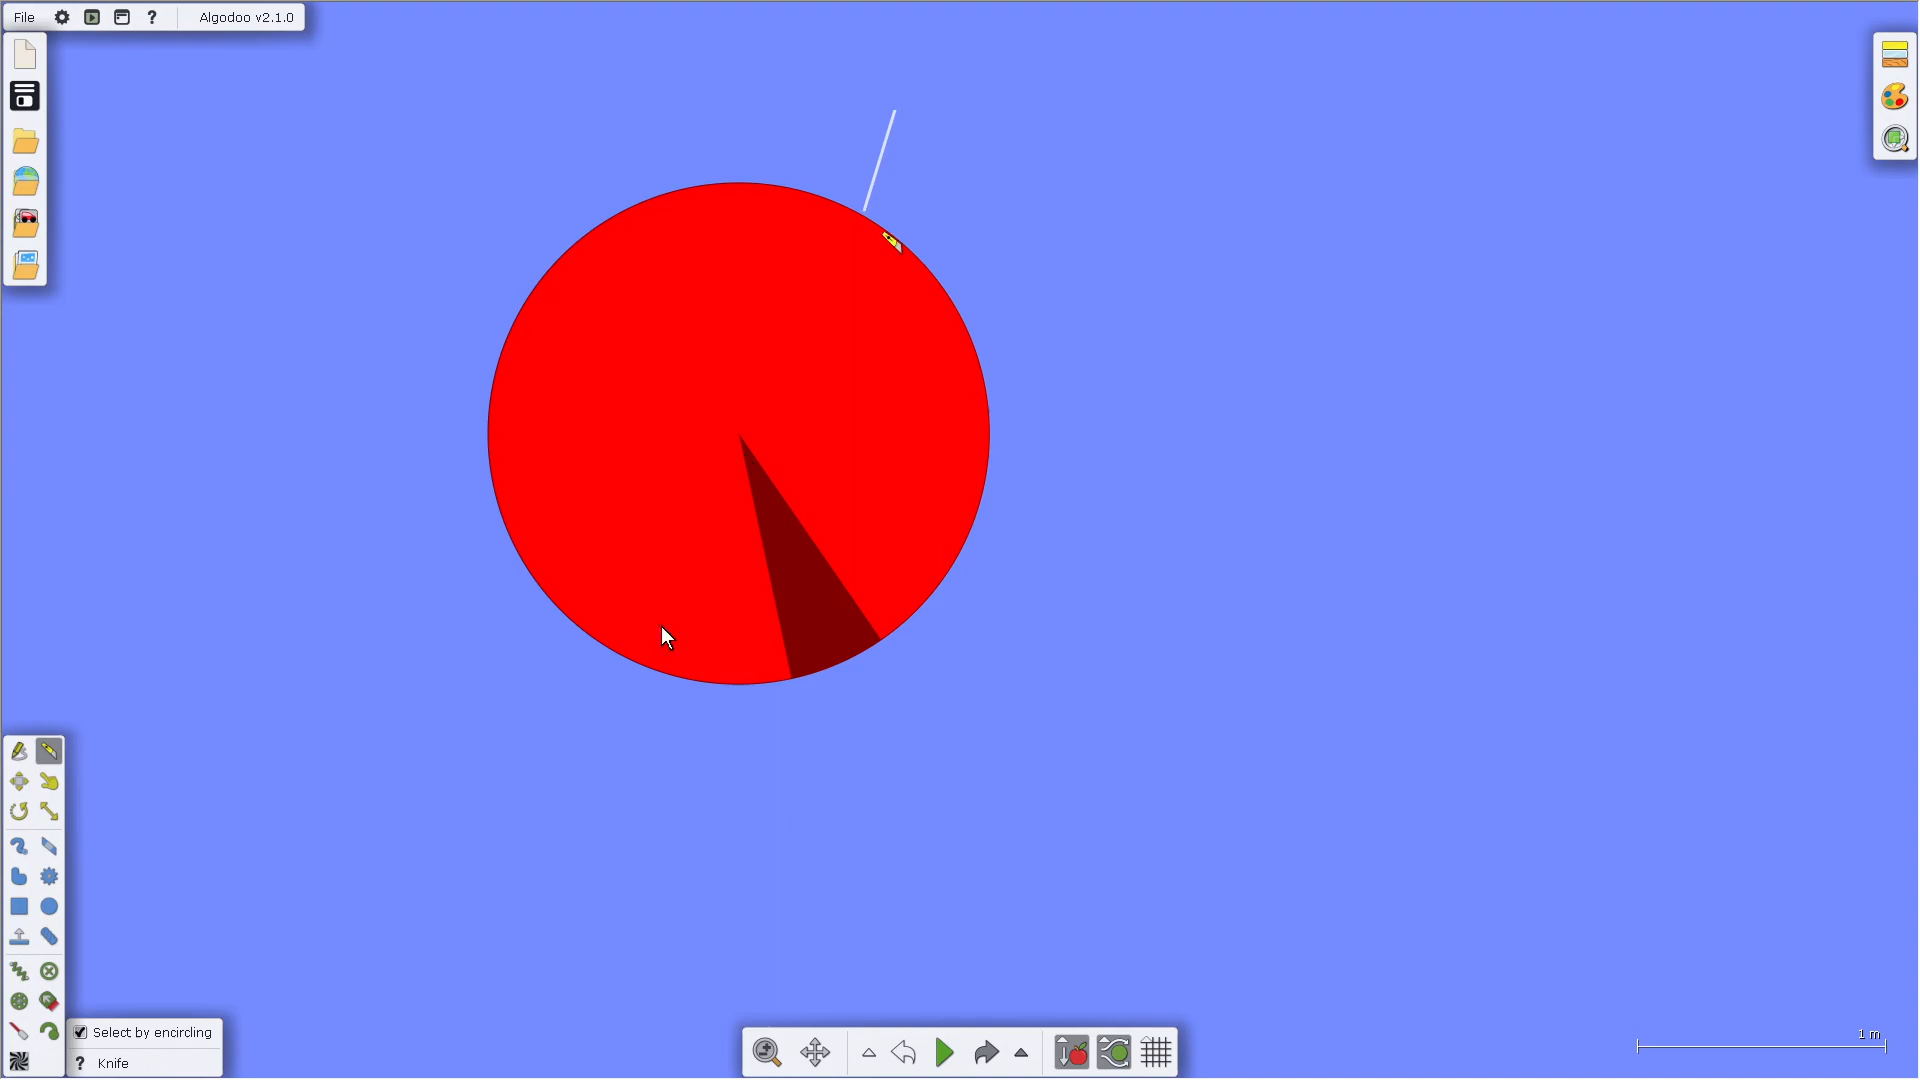 File ? Algodoo v2.1.0
Select by encircling
? Knife
1 m